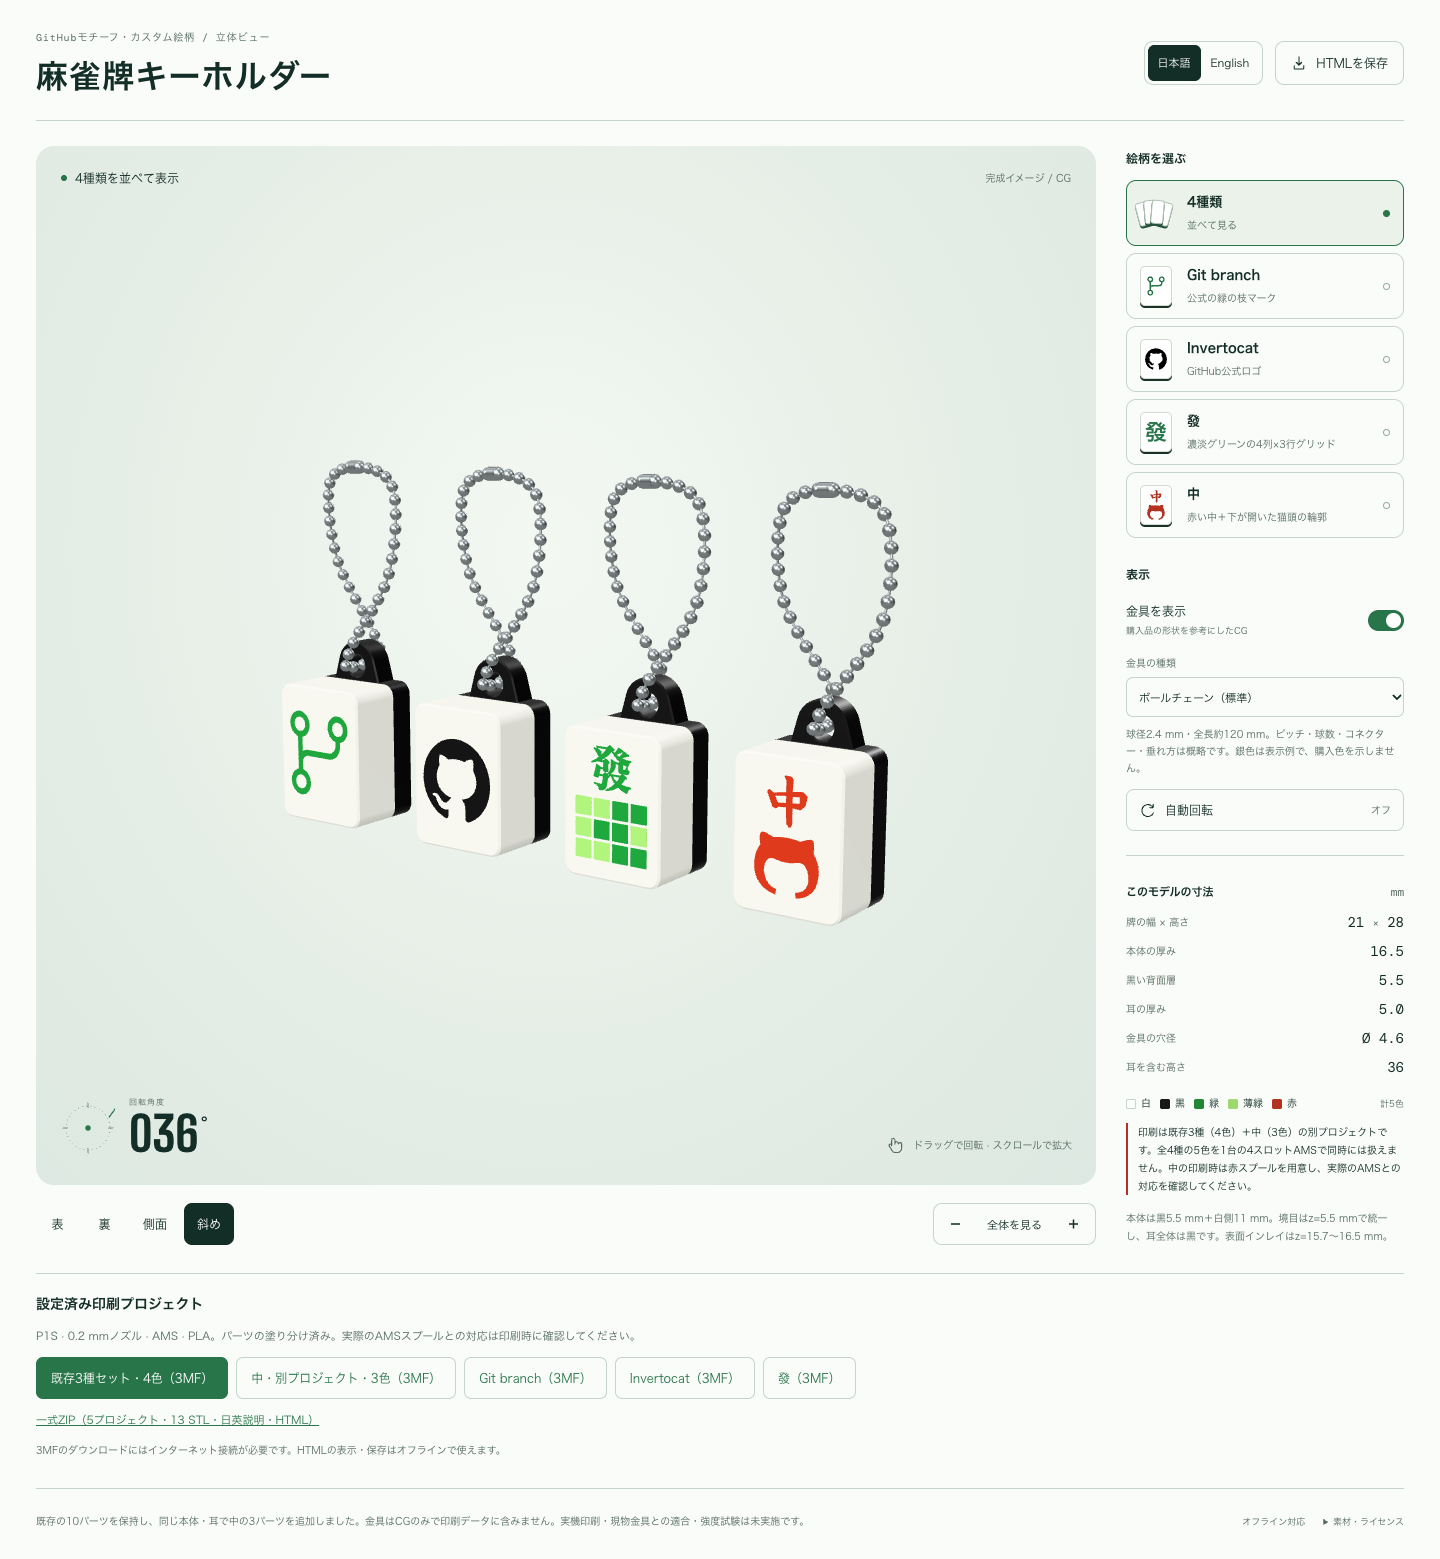 GitHubモチーフ・カスタム絵柄 / 立体ビュー
麻雀牌キーホルダー
日本語
English
HTMLを保存
4種類を並べて表示
完成イメージ / CG
發
中
回転角度
036°
ドラッグで回転 · スクロールで拡大
表
裏
側面
斜め
−
全体を見る
+
絵柄を選ぶ
4種類
並べて見る
Git branch
公式の緑の枝マーク
Invertocat
GitHub公式ロゴ
發
發
濃淡グリーンの4列×3行グリッド
中
中
赤い中＋下が開いた猫頭の輪郭
表示
金具を表示
購入品の形状を参考にしたCG
金具の種類
ボールチェーン（標準）
球径2.4 mm・全長約120 mm。ピッチ・球数・コネクタ
ー・垂れ方は概略です。銀色は表示例で、購入色を示しませ
ん。
自動回転
オフ
このモデルの寸法
mm
牌の幅 × 高さ
21 × 28
本体の厚み
16.5
黒い背面層
5.5
耳の厚み
5.0
金具の穴径
Ø 4.6
耳を含む高さ
36
白
黒
緑
薄緑
赤
計5色
印刷は既存3種（4色）＋中（3色）の別プロジェクトで
す。全4種の5色を1台の4スロットAMSで同時には扱えま
せん。中の印刷時は赤スプールを用意し、実際のAMSとの
対応を確認してください。
本体は黒5.5 mm＋白側11 mm。境目はz=5.5 mmで統一
し、耳全体は黒です。表面インレイはz=15.7〜16.5 mm。
設定済み印刷プロジェクト
P1S · 0.2 mmノズル · AMS · PLA。パーツの塗り分け済み。実際のAMSスプールとの対応は印刷時に確認してください。
既存3種セット・4色（3MF）
中・別プロジェクト・3色（3MF）
Git branch（3MF）
Invertocat（3MF）
發（3MF）
一式ZIP（5プロジェクト・13 STL・日英説明・HTML）
3MFのダウンロードにはインターネット接続が必要です。HTMLの表示・保存はオフラインで使えます。
既存の10パーツを保持し、同じ本体・耳で中の3パーツを追加しました。金具はCGのみで印刷データに含みません。実機印刷・現物金具との適合・強度試験は未実施です。
オフライン対応
▶ 素材・ライセンス